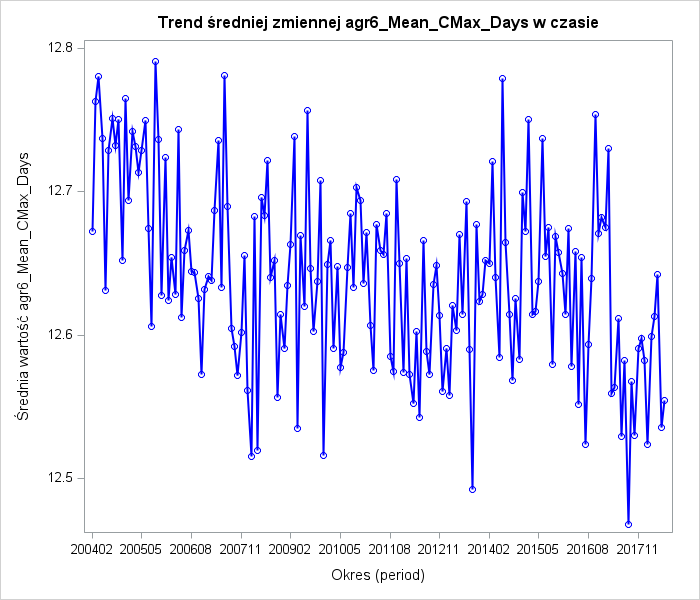 Trend średniej zmiennej agr6_Mean_CMax_Days w czasie
12.8
12.7
12.6
12.5
Średnia wartość agr6_Mean_CMax_Days
200402 200505 200608 200711 200902 201005 201108 201211 201402 201505 201608 201711
Okres (period)